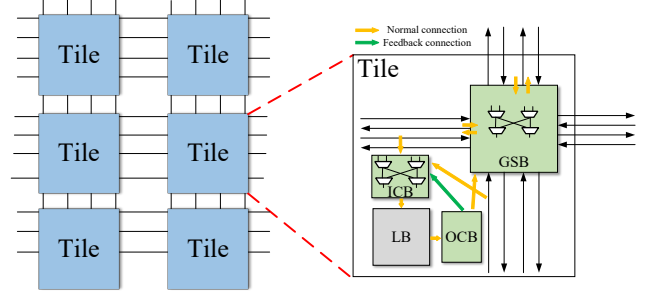 Tile Tile
Tile Tile
Tile Tile
Normal connection
Feedback connection
Tile
GSB
ICB
LB
OCB